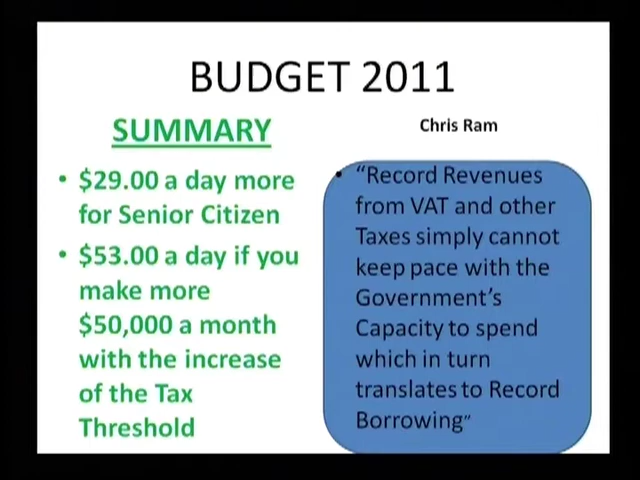 BUDGET 2011
SUMMARY
• $29.00 a day more
for Senior Citizen
• $53.00 a day if you
make more
$50,000 a month
with the increase
of the Tax
Threshold
Chris Ram
• “Record Revenues
from VAT and other
Taxes simply cannot
keep pace with the
Government’s
Capacity to spend
which in turn
translates to Record
Borrowing”